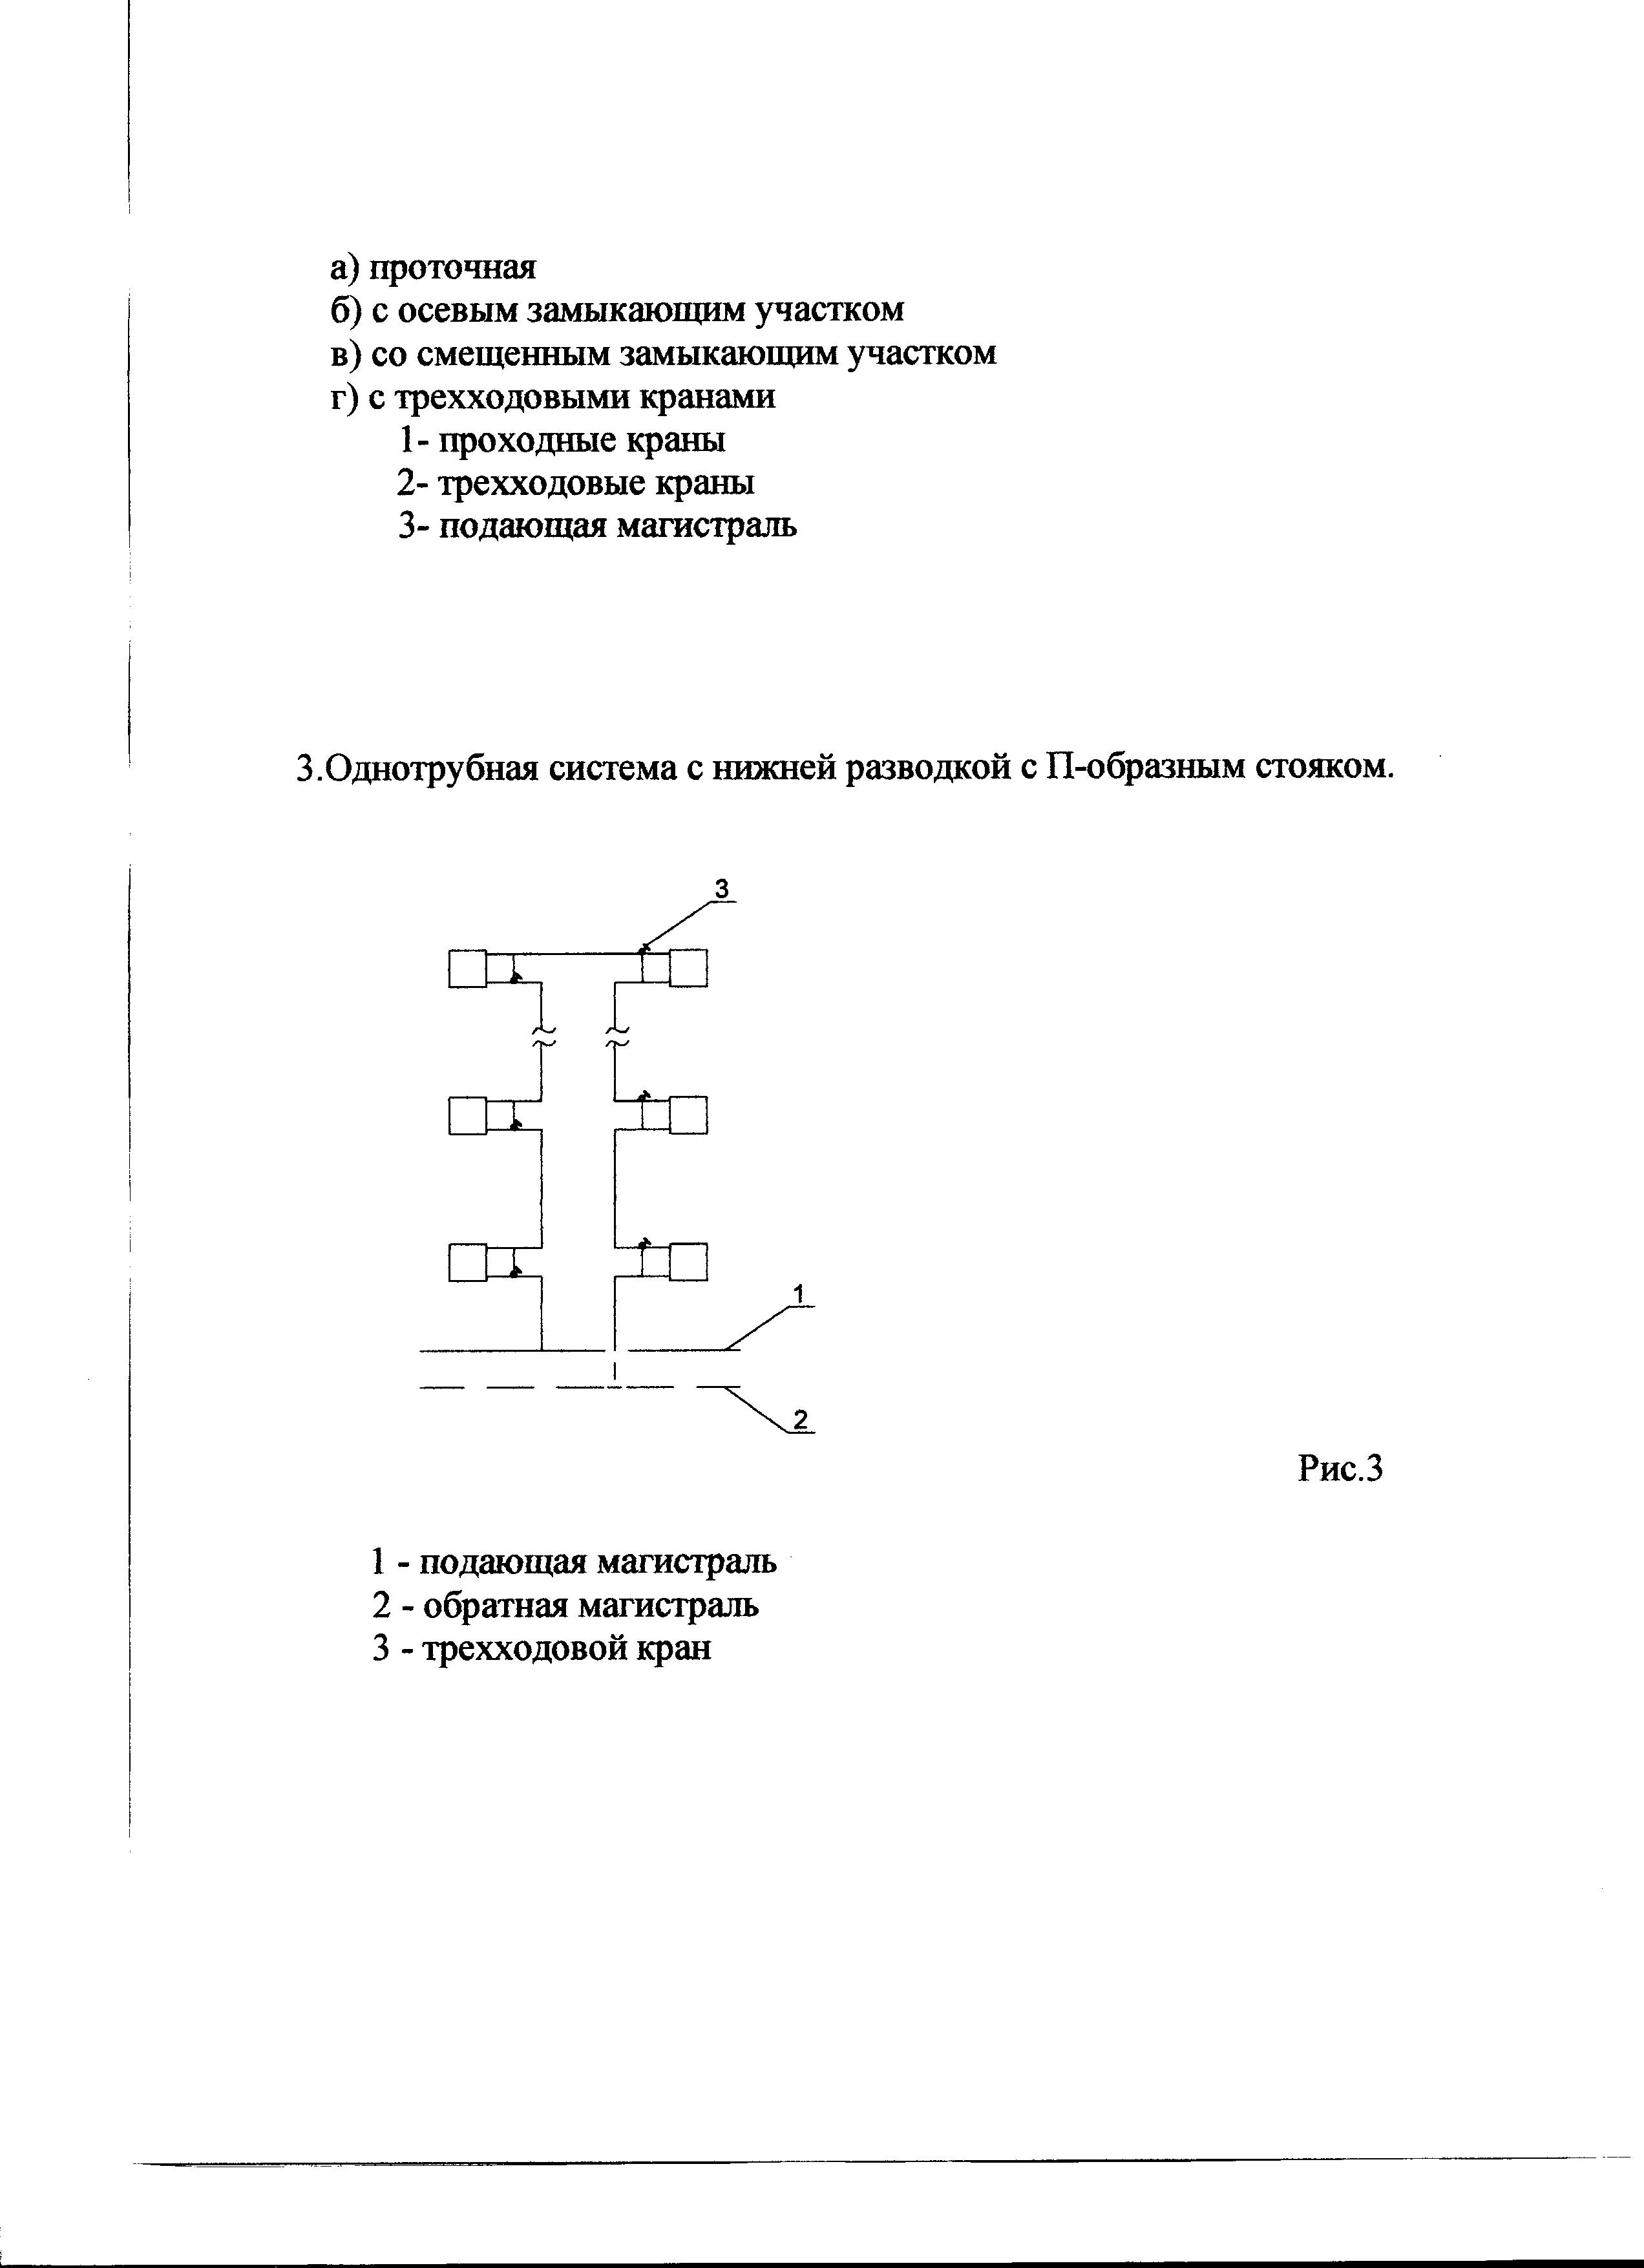 а) проточная
б) с осевым замыкающим участком
в) со смещенным замыкающим участком
г) с трехходовыми кранами
1- проходные краны
2- трехходовые краны
3- подающая магистраль
3.Однотрубная система с нижней разводкой с П-образным стояком.
3
1
2
Рис.3
1 - подающая магистраль
2 - обратная магистраль
3 - трехходовой кран